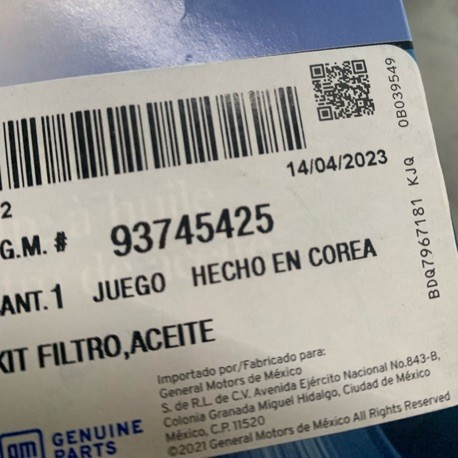 14/04/2023
2
G.M. # 93745425
ANT. 1 JUEGO HECHO EN COREA
KIT FILTRO,ACEITE
Importado por/Fabricado para:
General Motors de México
S. de R.L. de C.V. Avenida Ejército Nacional No.843-B,
Colonia Granada Miguel Hidalgo, Ciudad de México
México, C.P. 11520
©2021 General Motors de México All Rights Reserved
gm GENUINE
PARTS
BDQ7967181 KJQ 0B039549